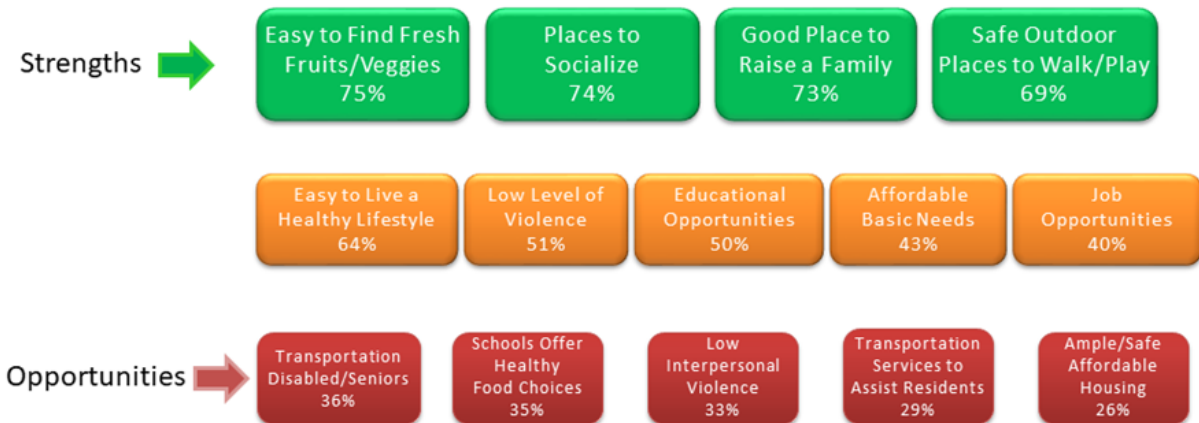 Strengths
Easy to Find Fresh
Fruits/Veggies
75%
Places to
Socialize
74%
Good Place to
Raise a Family
73%
Safe Outdoor
Places to Walk/Play
69%
Easy to Live a
Healthy Lifestyle
64%
Low Level of
Violence
51%
Educational
Opportunities
50%
Affordable
Basic Needs
43%
Job
Opportunities
40%
Opportunities
Transportation
Disabled/Seniors
36%
Schools Offer
Healthy
Food Choices
35%
Low
Interpersonal
Violence
33%
Transportation
Services to
Assist Residents
29%
Ample/Safe
Affordable
Housing
26%